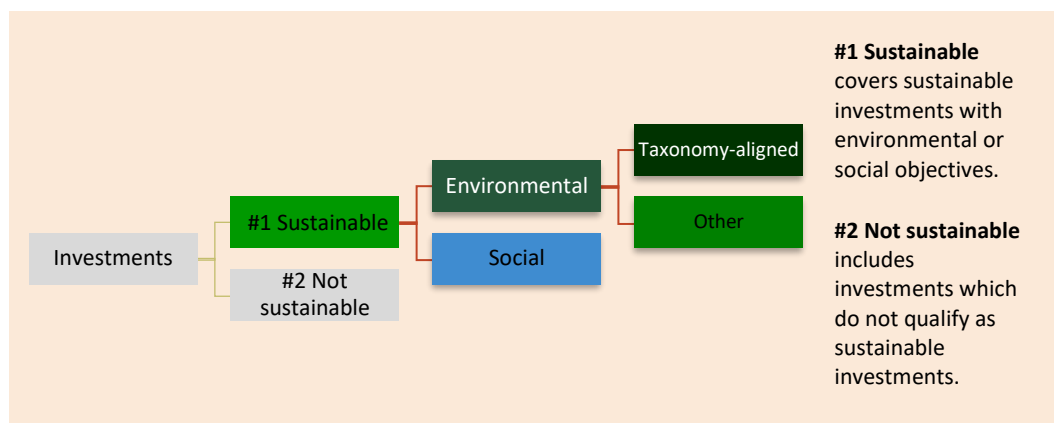 Investments
#1 Sustainable
#2 Not
sustainable
Environmental
Social
Taxonomy-aligned
Other
#1 Sustainable
covers sustainable
investments with
environmental or
social objectives.
#2 Not sustainable
includes
investments which
do not qualify as
sustainable
investments.